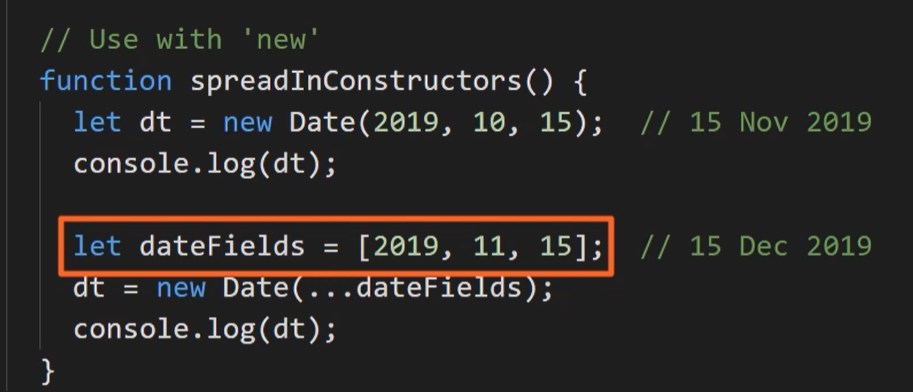 // Use with 'new'
function spreadInConstructors() {
  let dt = new Date(2019, 10, 15);  // 15 Nov 2019
  console.log(dt);

  let dateFields = [2019, 11, 15];  // 15 Dec 2019
  dt = new Date(...dateFields);
  console.log(dt);
}